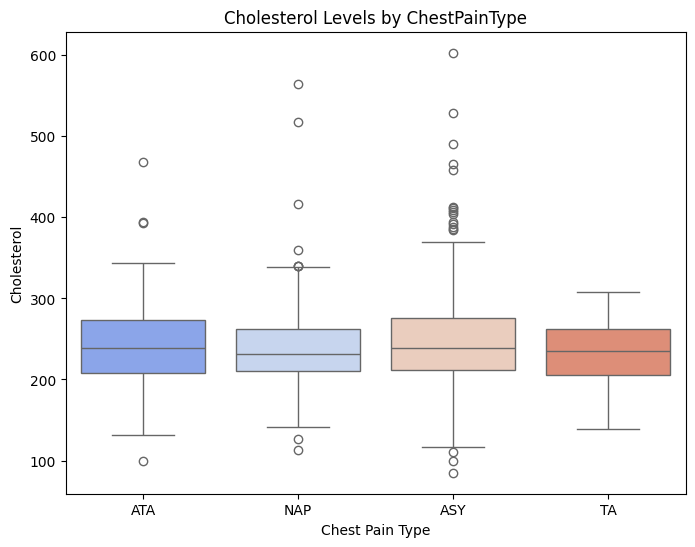 Cholesterol Levels by ChestPainType
600
500
400
300
200
100
Cholesterol
ATA NAP ASY TA
Chest Pain Type